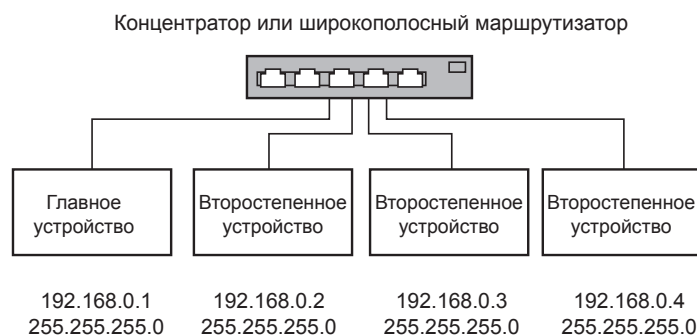 Концентратор или широкополосный маршрутизатор
Главное
устройство
Второстепенное
устройство
Второстепенное
устройство
Второстепенное
устройство
192.168.0.1
255.255.255.0
192.168.0.2
255.255.255.0
192.168.0.3
255.255.255.0
192.168.0.4
255.255.255.0